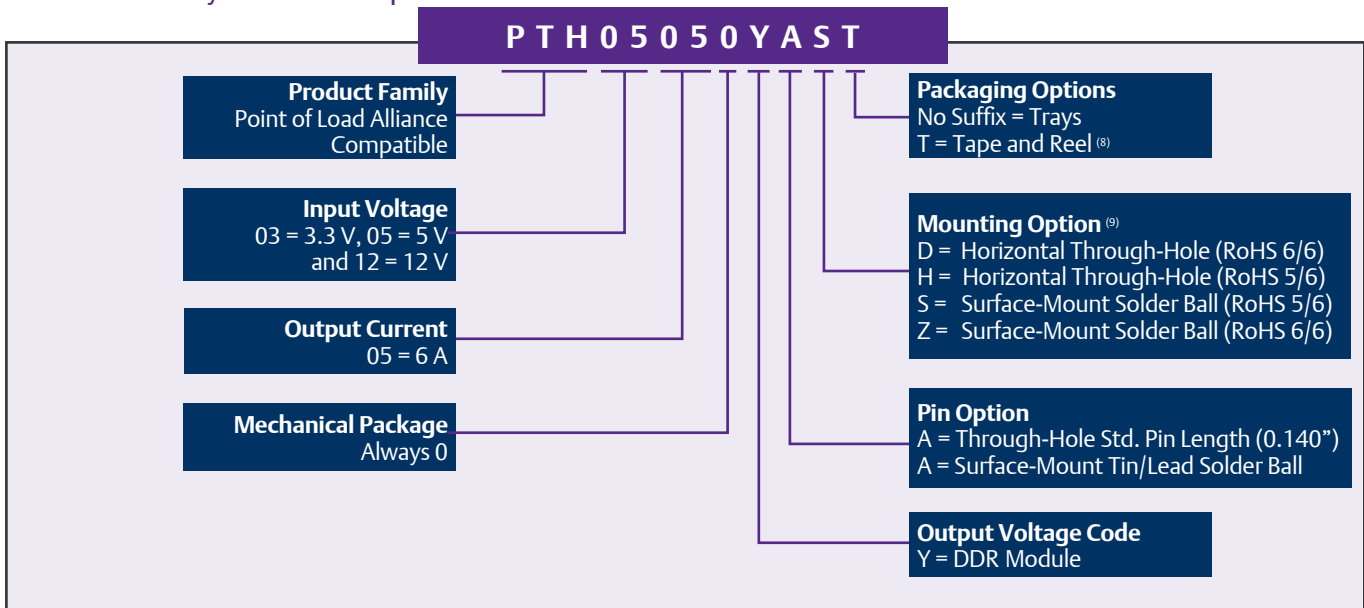 PTH05050YAST
Product Family
Point of Load Alliance
Compatible
Input Voltage
03 = 3.3 V, 05 = 5 V
and 12 = 12 V
Output Current
05 = 6 A
Mechanical Package
Always 0
Packaging Options
No Suffix = Trays
T = Tape and Reel (8)
Mounting Option (9)
D = Horizontal Through-Hole (RoHS 6/6)
H = Horizontal Through-Hole (RoHS 5/6)
S = Surface-Mount Solder Ball (RoHS 5/6)
Z = Surface-Mount Solder Ball (RoHS 6/6)
Pin Option
A = Through-Hole Std. Pin Length (0.140”)
A = Surface-Mount Tin/Lead Solder Ball
Output Voltage Code
Y = DDR Module